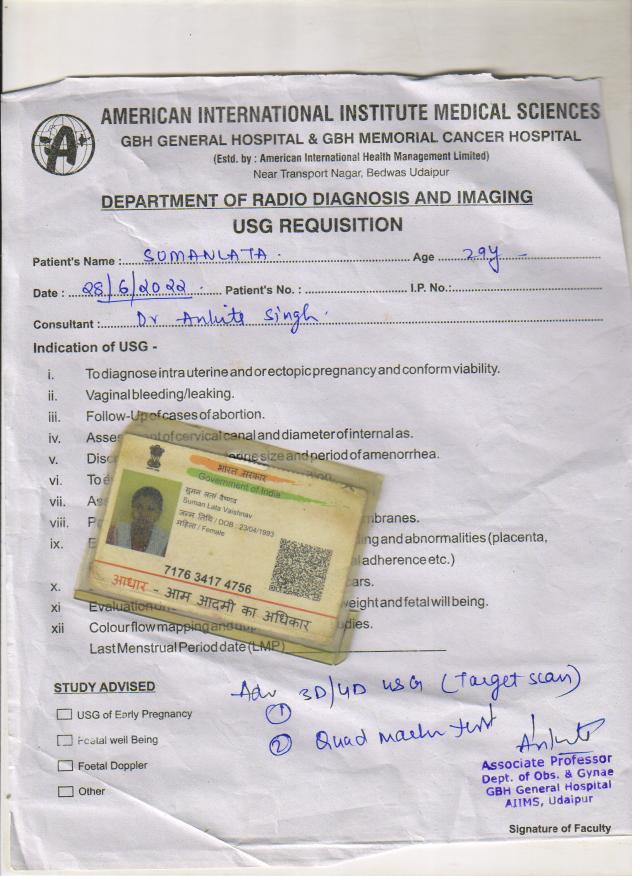 AMERICAN INTERNATIONAL INSTITUTE MEDICAL SCIENCES
GBH GENERAL HOSPITAL & GBH MEMORIAL CANCER HOSPITAL
(Estd. by : American International Health Management Limited)
Near Transport Nagar, Bedwas Udaipur
DEPARTMENT OF RADIO DIAGNOSIS AND IMAGING
USG REQUISITION
Patient's Name : SUMANLATA. Age 29y
Date : 28/6/2022 Patient's No. : I.P. No.:
Consultant : Dr Ankita Singh.
Indication of USG -
i. To diagnose intra uterine and or ectopic pregnancy and conform viability.
ii. Vaginal bleeding/leaking.
iii. Follow-Up of cases of abortion.
iv. of cervical canal and diameter of internal as.
v. size and period of amenorrhea.
vi. To
vii.
viii. mbranes.
ix. and abnormalities (placenta,
adherence etc.)
x.
xi Evaluation weight and fetal will being.
xii Colour flow mapping and
Last Menstrual Period date (LMP)
भारत सरकार
Government of India
सुमन लता वैष्णव
Suman Lata Vaishnav
जन्म तिथि / DOB : 23/04/1993
महिला / Female
7176 3417 4756
आधार - आम आदमी का अधिकार
STUDY ADVISED
USG of Early Pregnancy
Foetal well Being
Foetal Doppler
Other
Adv 3D/4D USG (Target scan)
①
② Quad test
Associate Professor
Dept. of Obs. & Gynae
GBH General Hospital
AIIMS, Udaipur
Signature of Faculty